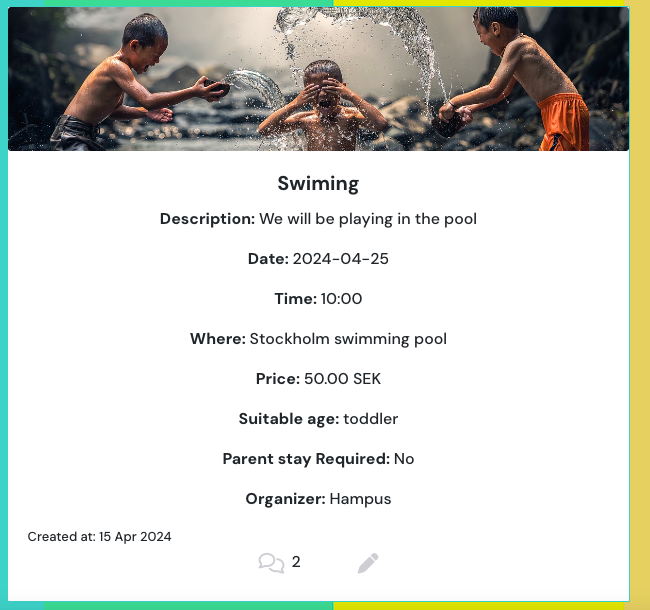 Swiming
Description: We will be playing in the pool
Date: 2024-04-25
Time: 10:00
Where: Stockholm swimming pool
Price: 50.00 SEK
Suitable age: toddler
Parent stay Required: No
Organizer: Hampus
Created at: 15 Apr 2024
2